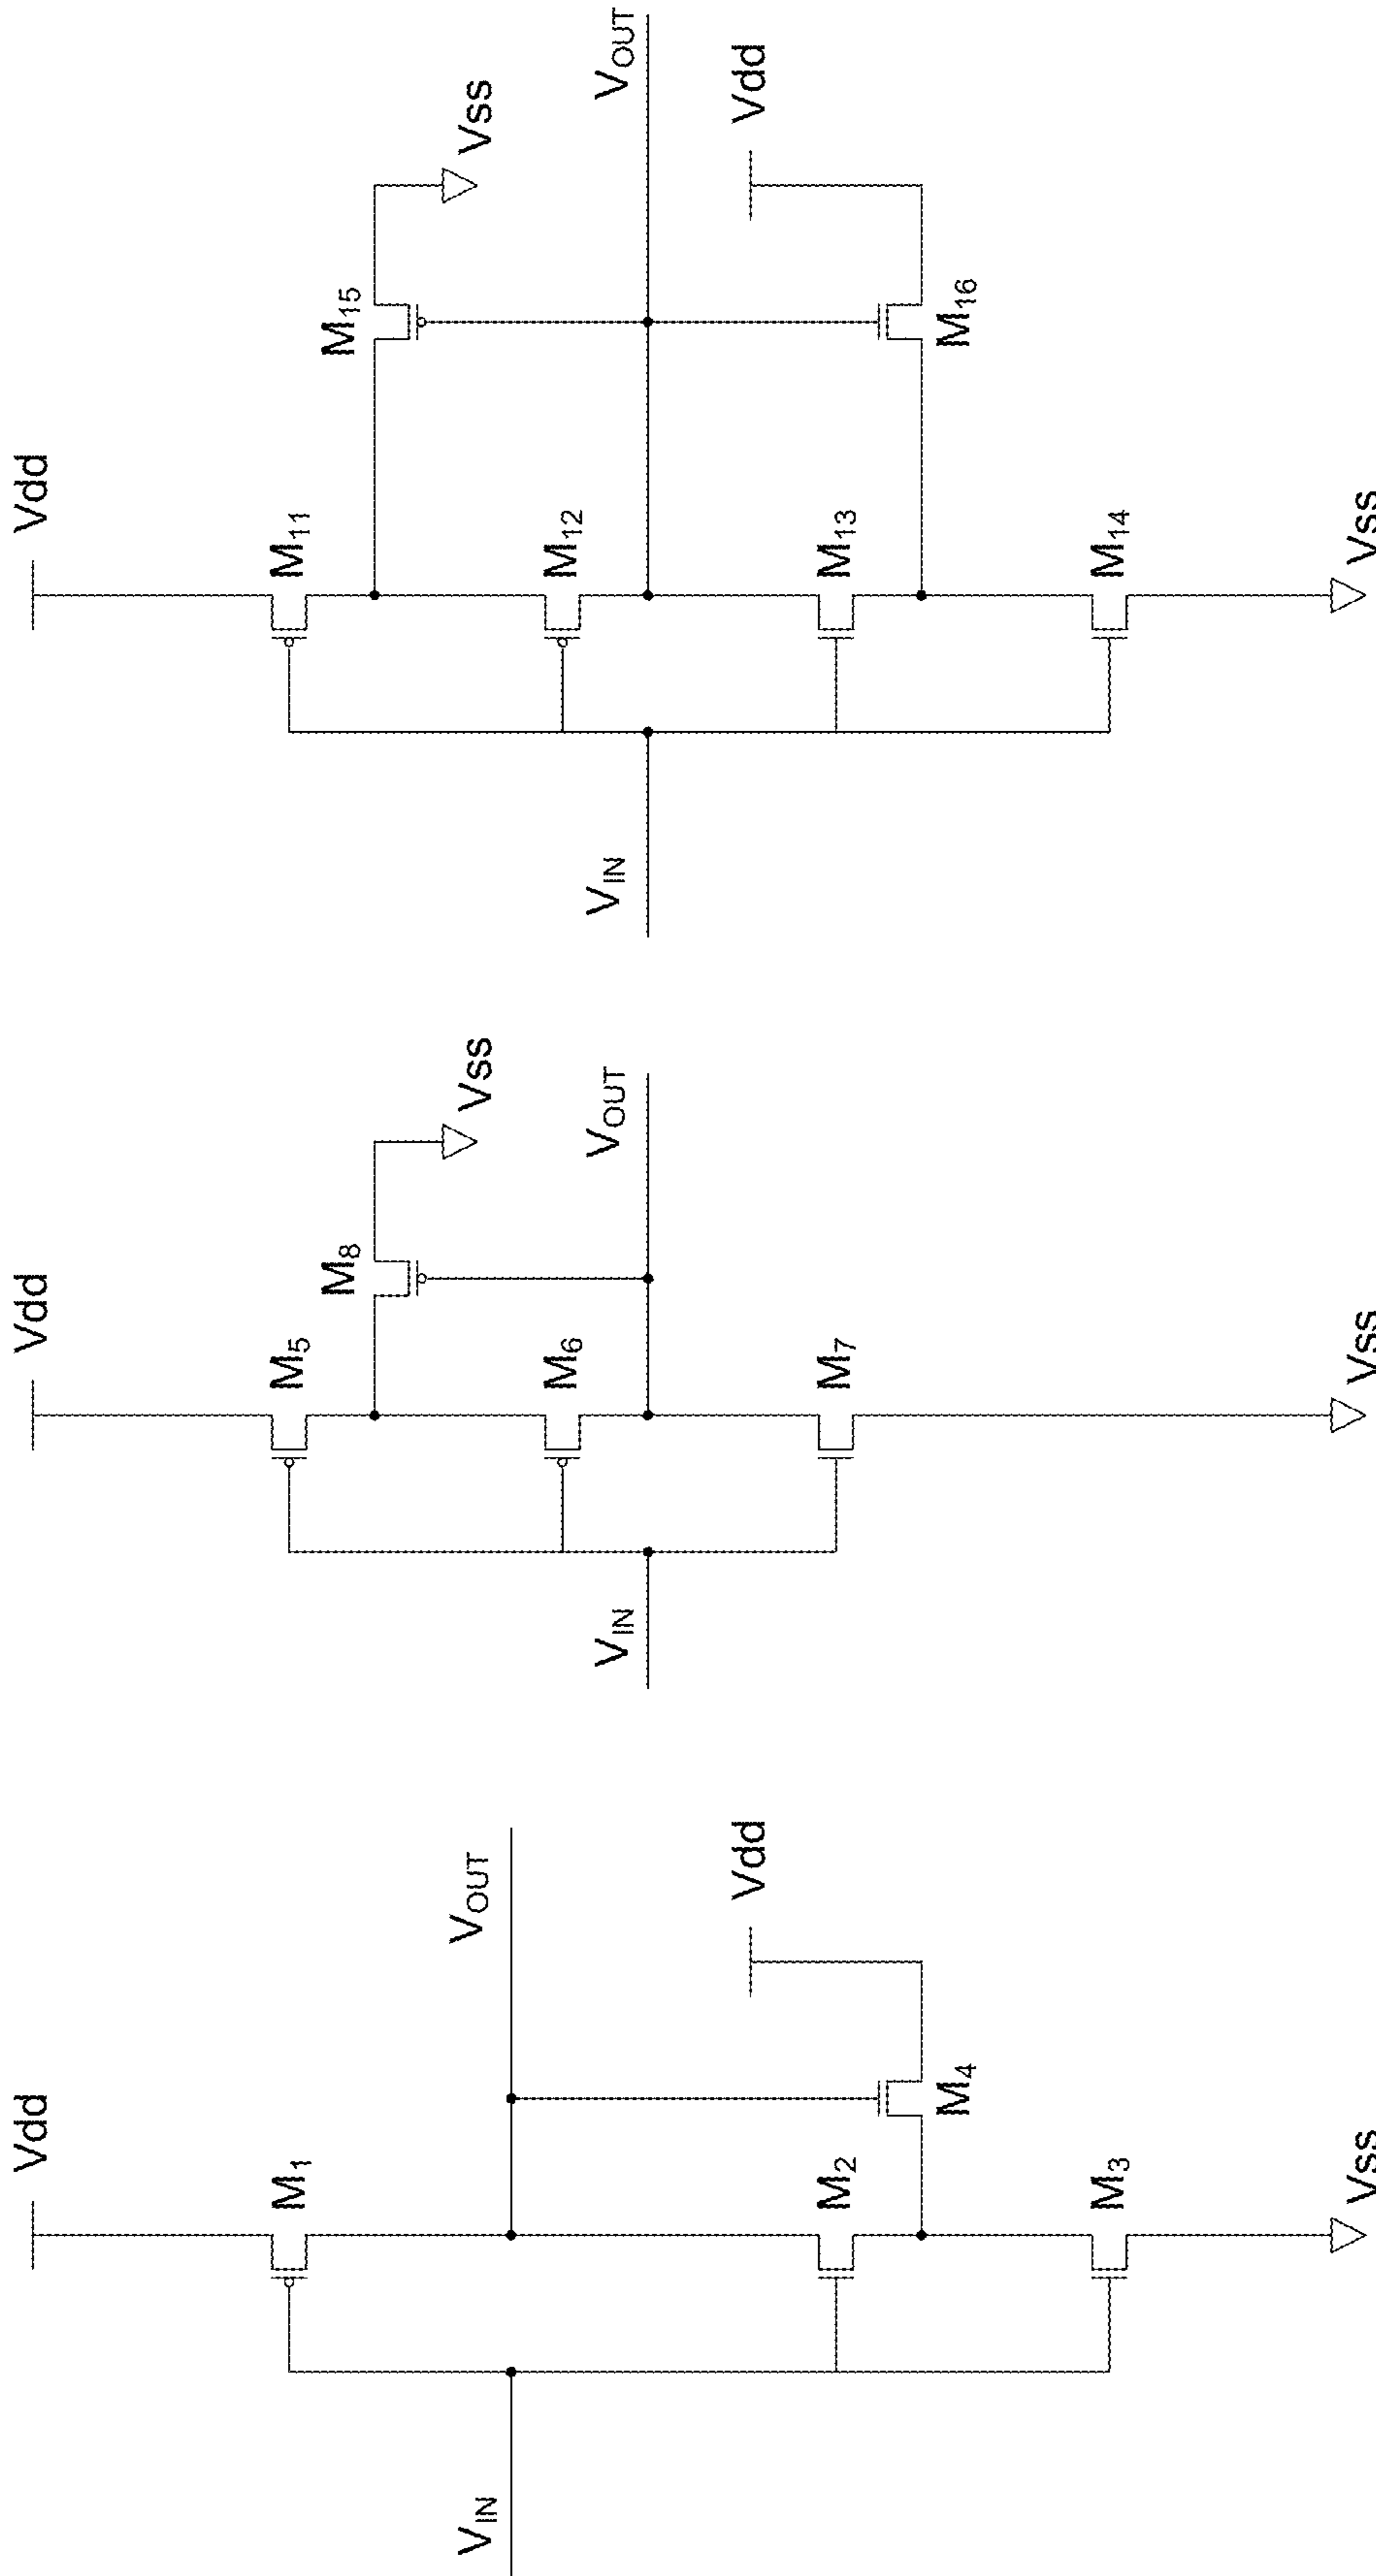 Vdd
M1
VIN
VOUT
M2
M4
Vdd
M3
Vss
Vdd
M5
M8
Vss
M6
VIN
VOUT
M7
Vss
Vdd
M11
M15
Vss
M12
VIN
VOUT
M13
M16
Vdd
M14
Vss